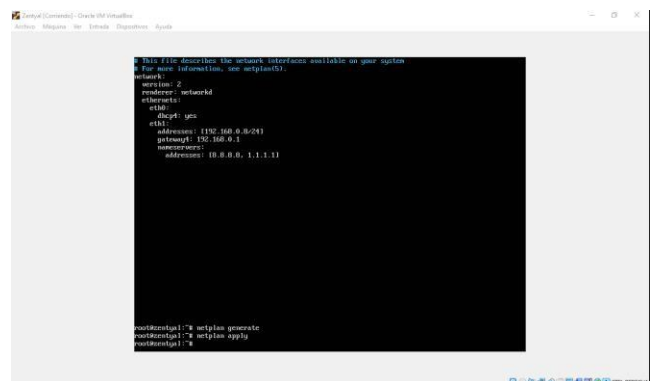 Zentyal [Corriendo] - Oracle VM VirtualBox
Archivo Máquina Ver Entrada Dispositivos Ayuda
# This file describes the network interfaces available on your system
# For more information, see netplan(5).
network:
version: 2
renderer: networkd
ethernets:
eth0:
dhcp4: yes
eth1:
addresses: [192.168.0.8/24]
gateway4: 192.168.0.1
nameservers:
addresses: [8.8.8.8, 1.1.1.1]
root@zentyal:~# netplan generate
root@zentyal:~# netplan apply
root@zentyal:~#